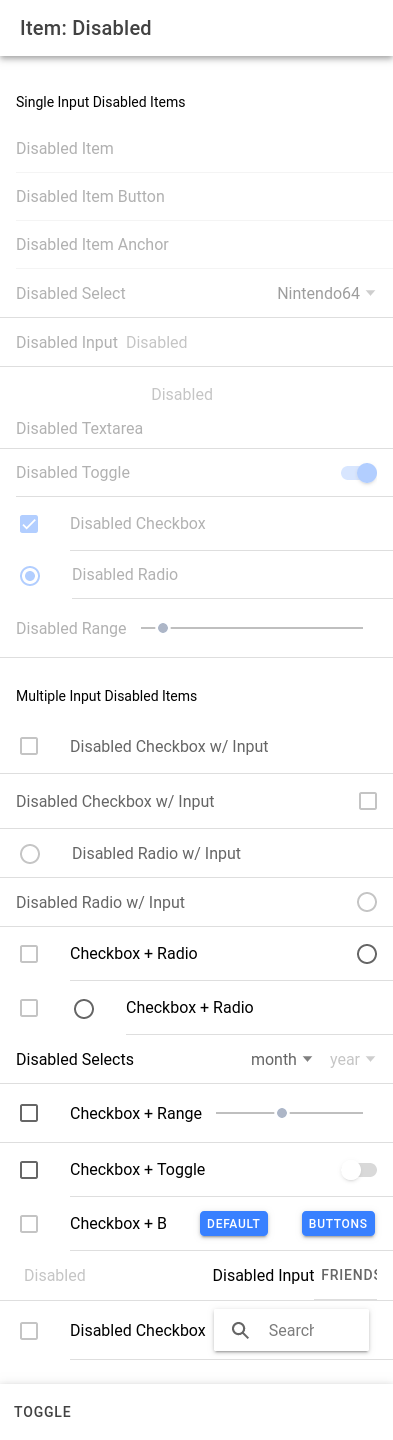 Item: Disabled
Single Input Disabled Items
Disabled Item
Disabled Item Button
Disabled Item Anchor
Disabled Select Nintendo64
Disabled Input Disabled
Disabled
Disabled Textarea
Disabled Toggle
Disabled Checkbox
Disabled Radio
Disabled Range
Multiple Input Disabled Items
Disabled Checkbox w/ Input
Disabled Checkbox w/ Input
Disabled Radio w/ Input
Disabled Radio w/ Input
Checkbox + Radio
Checkbox + Radio
Disabled Selects month year
Checkbox + Range
Checkbox + Toggle
Checkbox + B DEFAULT BUTTONS
Disabled Disabled Input FRIENDS
Disabled Checkbox Search
TOGGLE